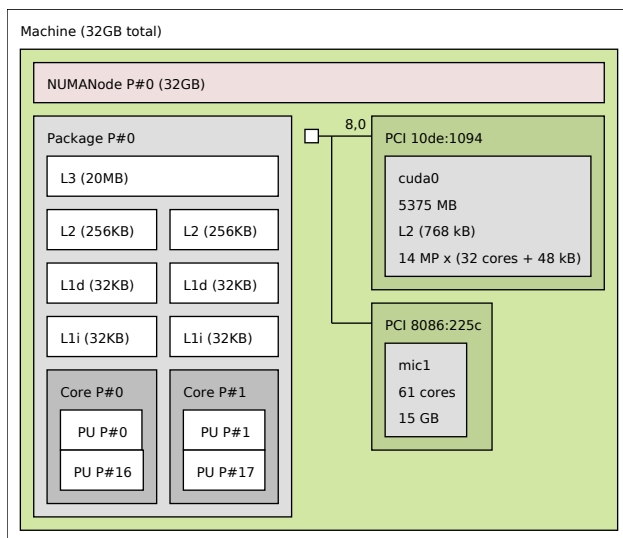 Machine (32GB total)
NUMANode P#0 (32GB)
Package P#0
L3 (20MB)
L2 (256KB) L2 (256KB)
L1d (32KB) L1d (32KB)
L1i (32KB) L1i (32KB)
Core P#0 Core P#1
PU P#0 PU P#1
PU P#16 PU P#17
8,0
PCI 10de:1094
cuda0
5375 MB
L2 (768 kB)
14 MP x (32 cores + 48 kB)
PCI 8086:225c
mic1
61 cores
15 GB